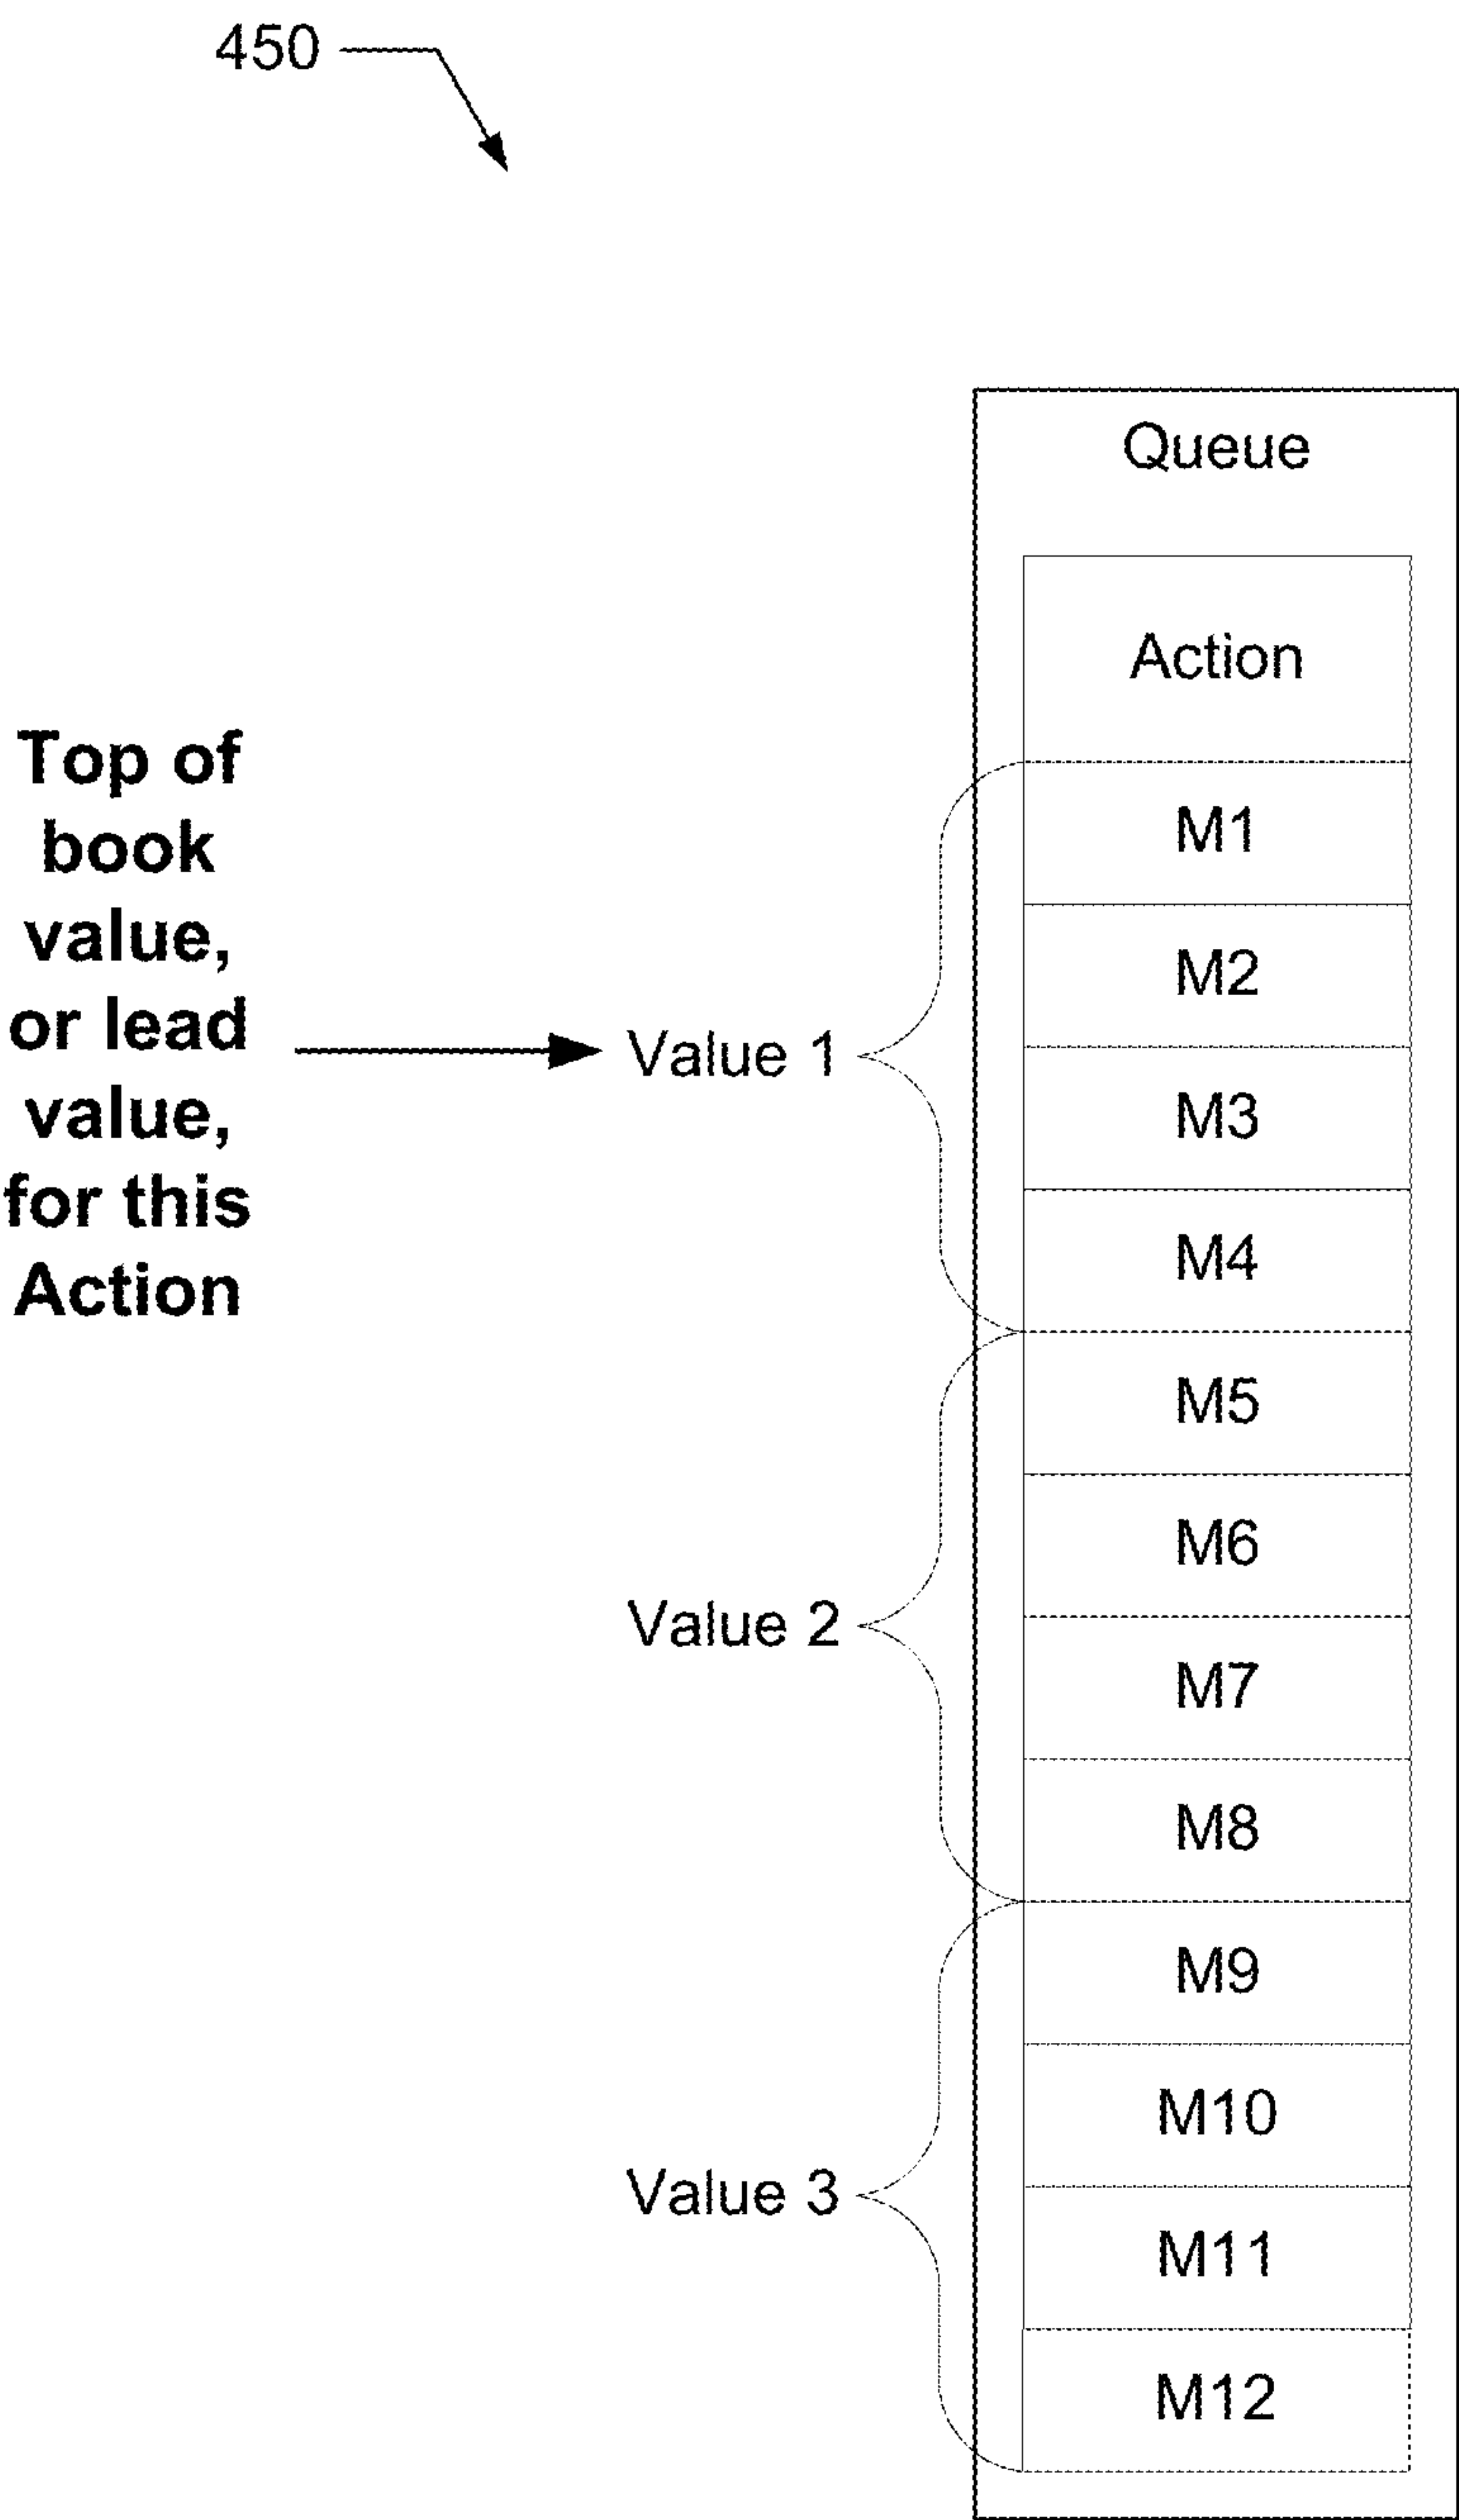 450
Queue
Action
Top of
book
value,
or lead
value,
for this
Action
Value 1
Value 2
Value 3
M1
M2
M3
M4
M5
M6
M7
M8
M9
M10
M11
M12